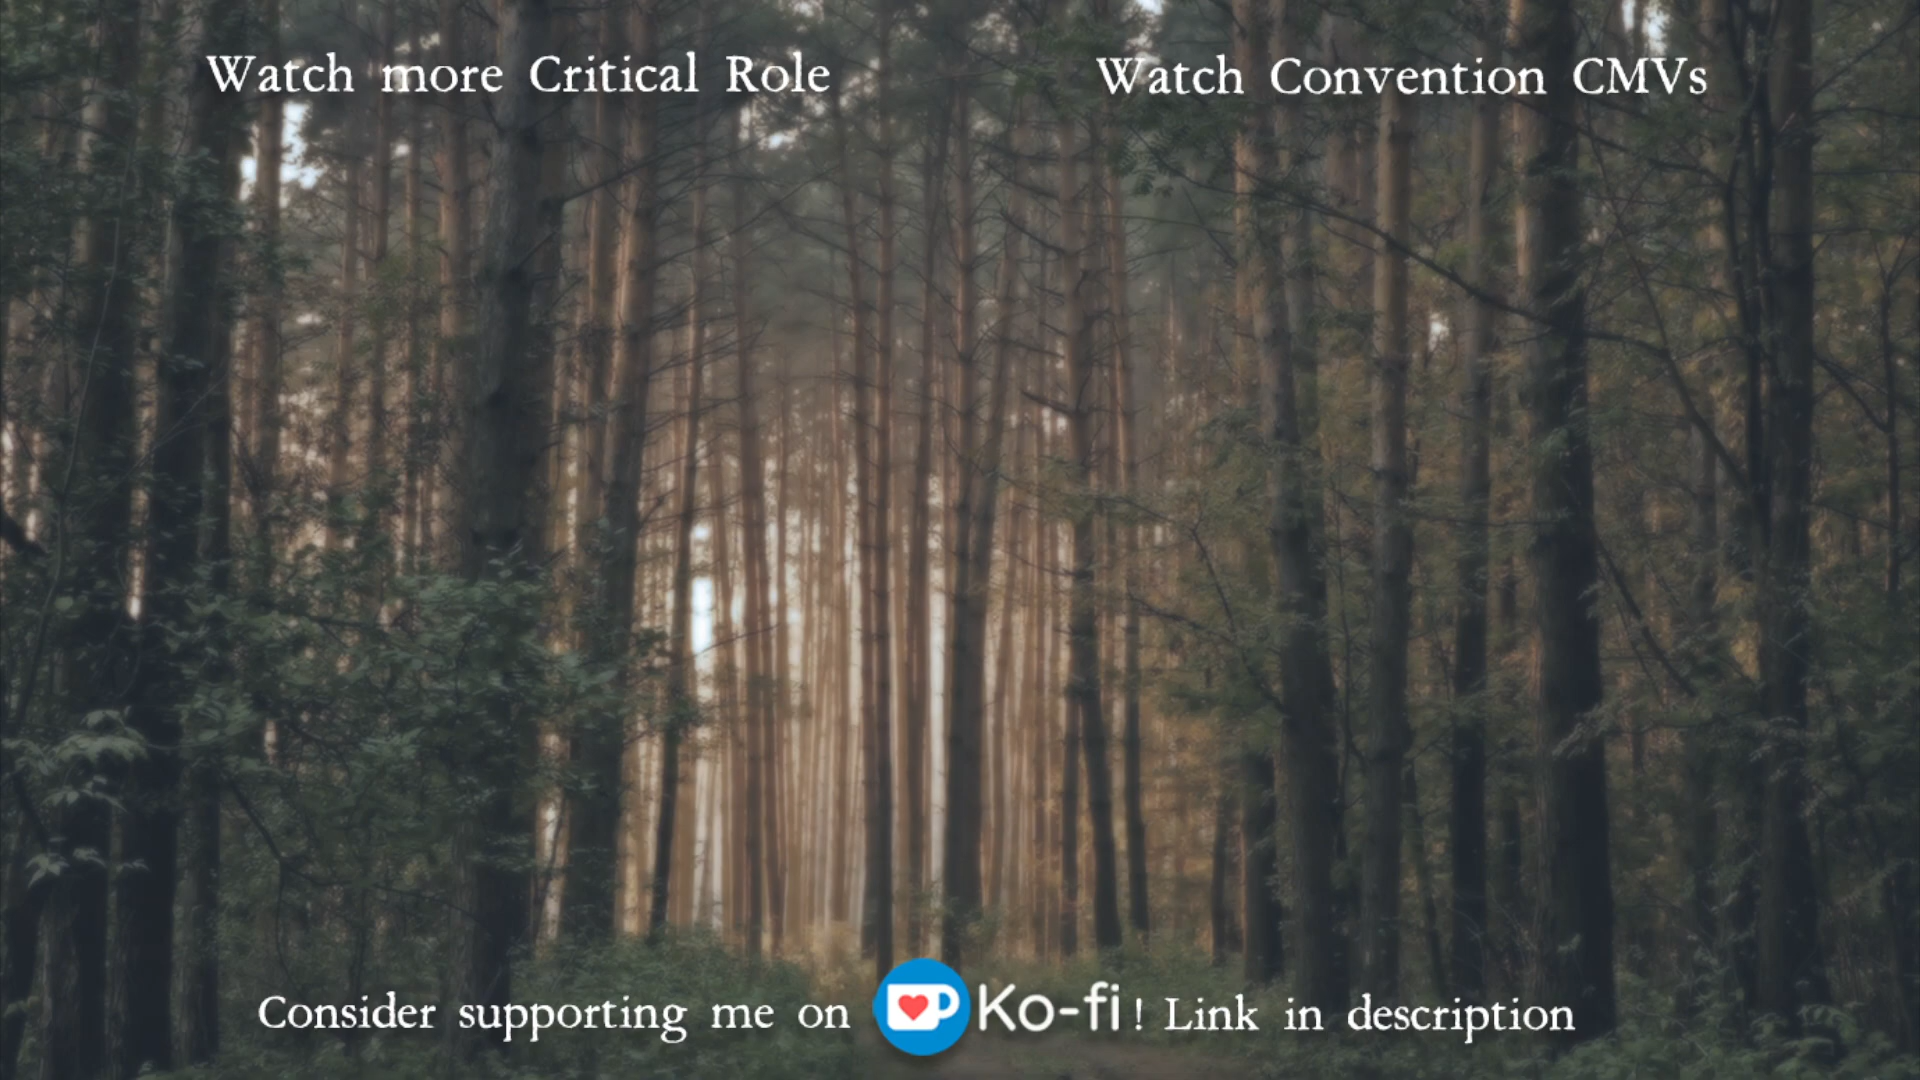 Watch more Critical Role
Watch Convention CMVs
Consider supporting me on Ko-fi! Link in description